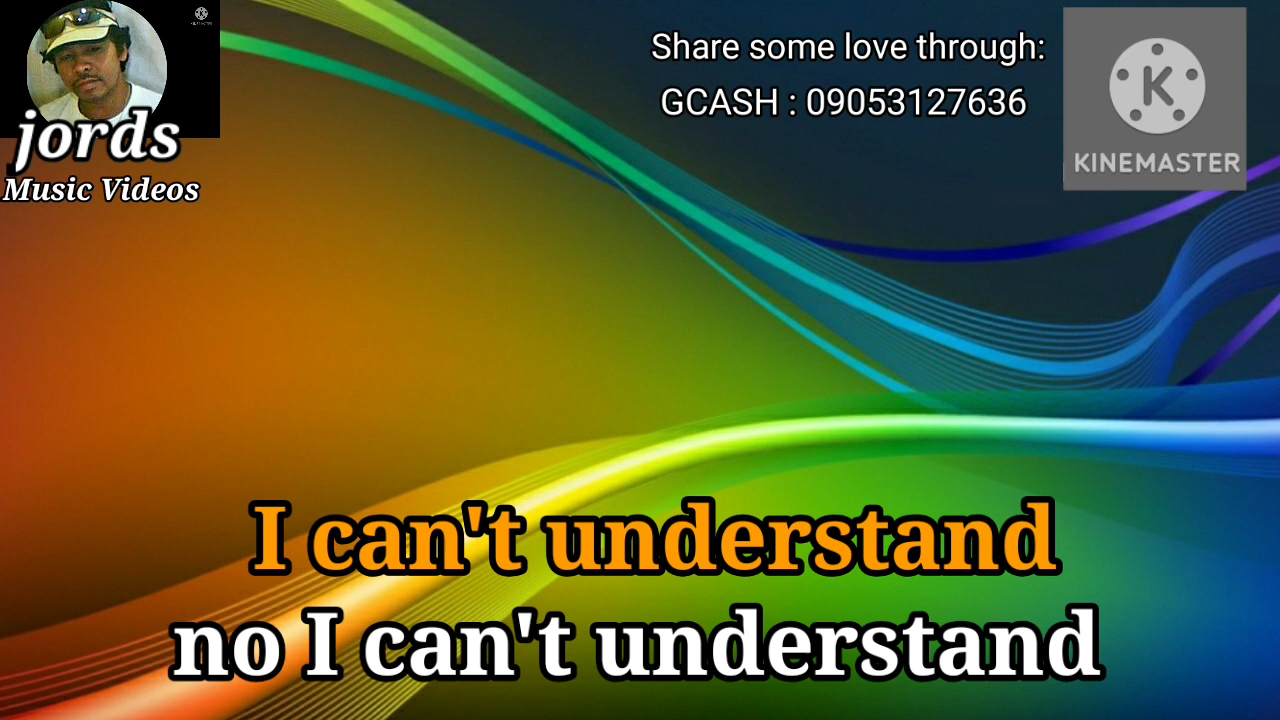 jords
Music Videos
Share some love through:
GCASH : 09053127636
KINEMASTER
I can't understand
no I can't understand